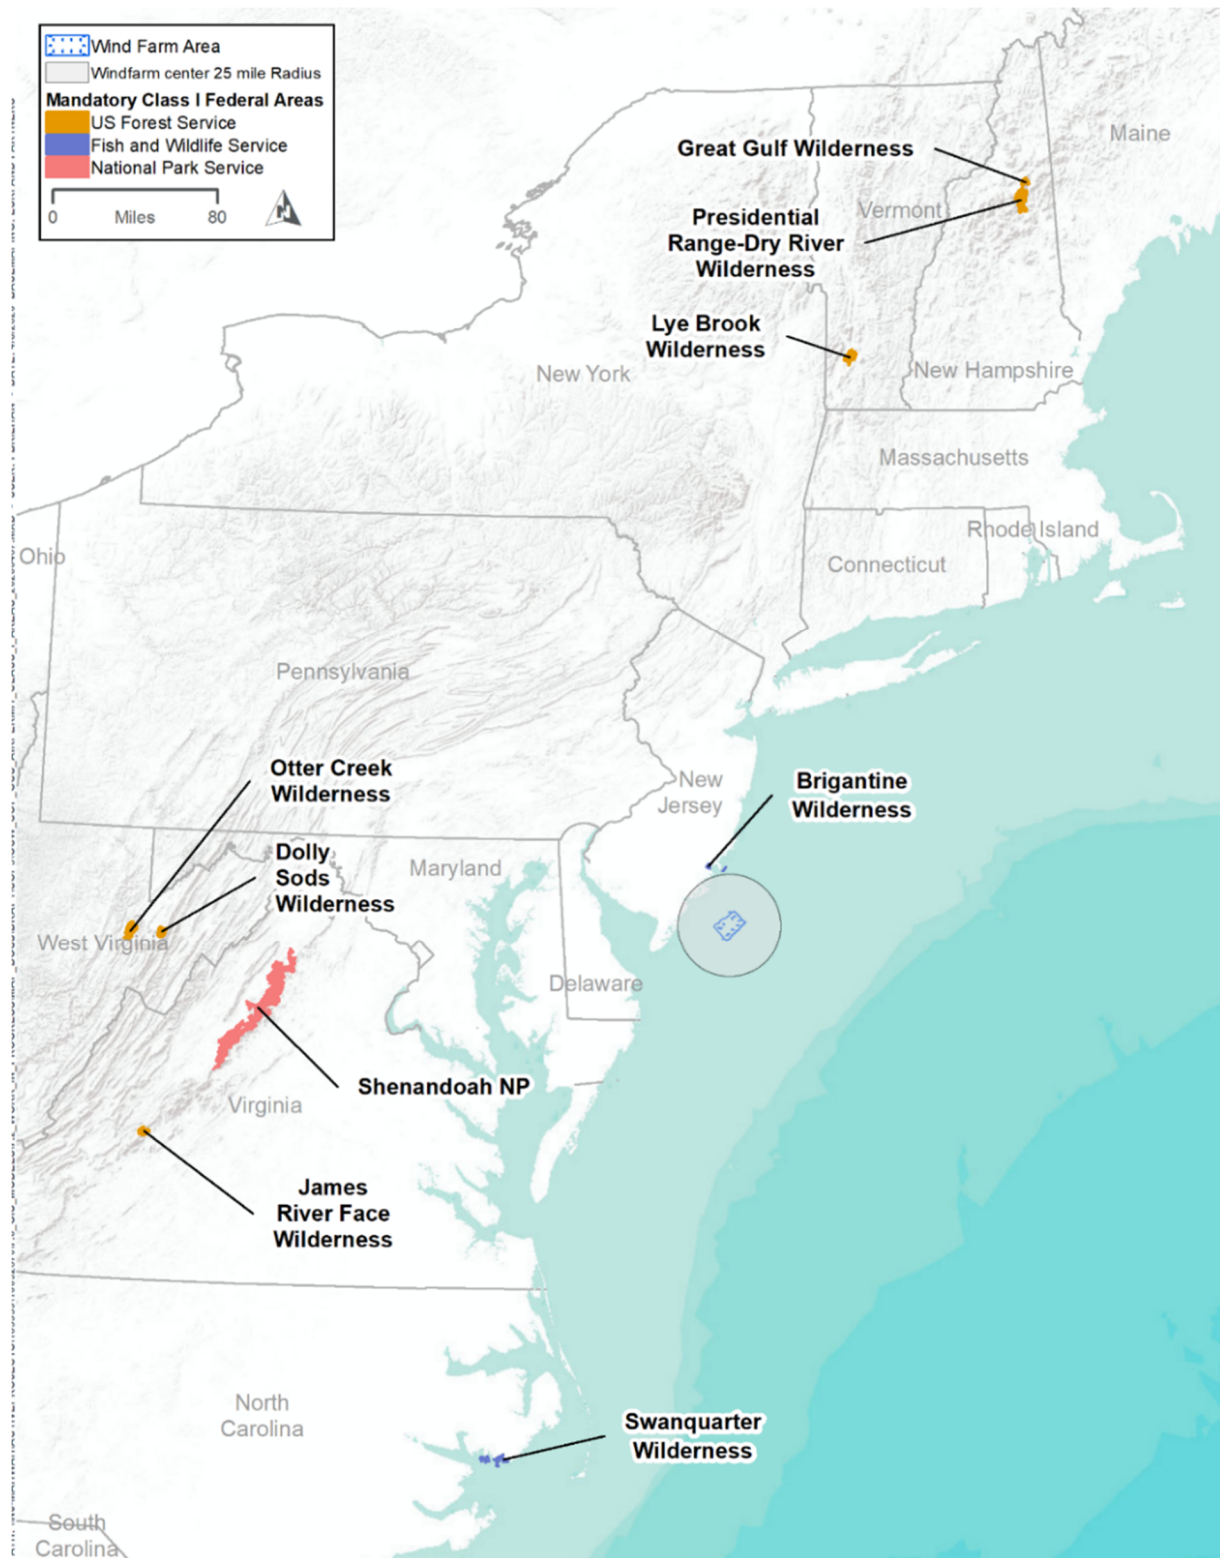 Wind Farm Area
Windfarm center 25 mile Radius
Mandatory Class I Federal Areas
US Forest Service
Fish and Wildlife Service
National Park Service
0 Miles 80
N
Great Gulf Wilderness
Maine
Vermont
Presidential
Range-Dry River
Wilderness
Lye Brook
Wilderness
New York
New Hampshire
Massachusetts
Rhode Island
Connecticut
Ohio
Pennsylvania
Otter Creek
Wilderness
New
Jersey
Brigantine
Wilderness
Dolly
Sods
Wilderness
Maryland
West Virginia
Delaware
Shenandoah NP
Virginia
James
River Face
Wilderness
North
Carolina
Swanquarter
Wilderness
South
Carolina